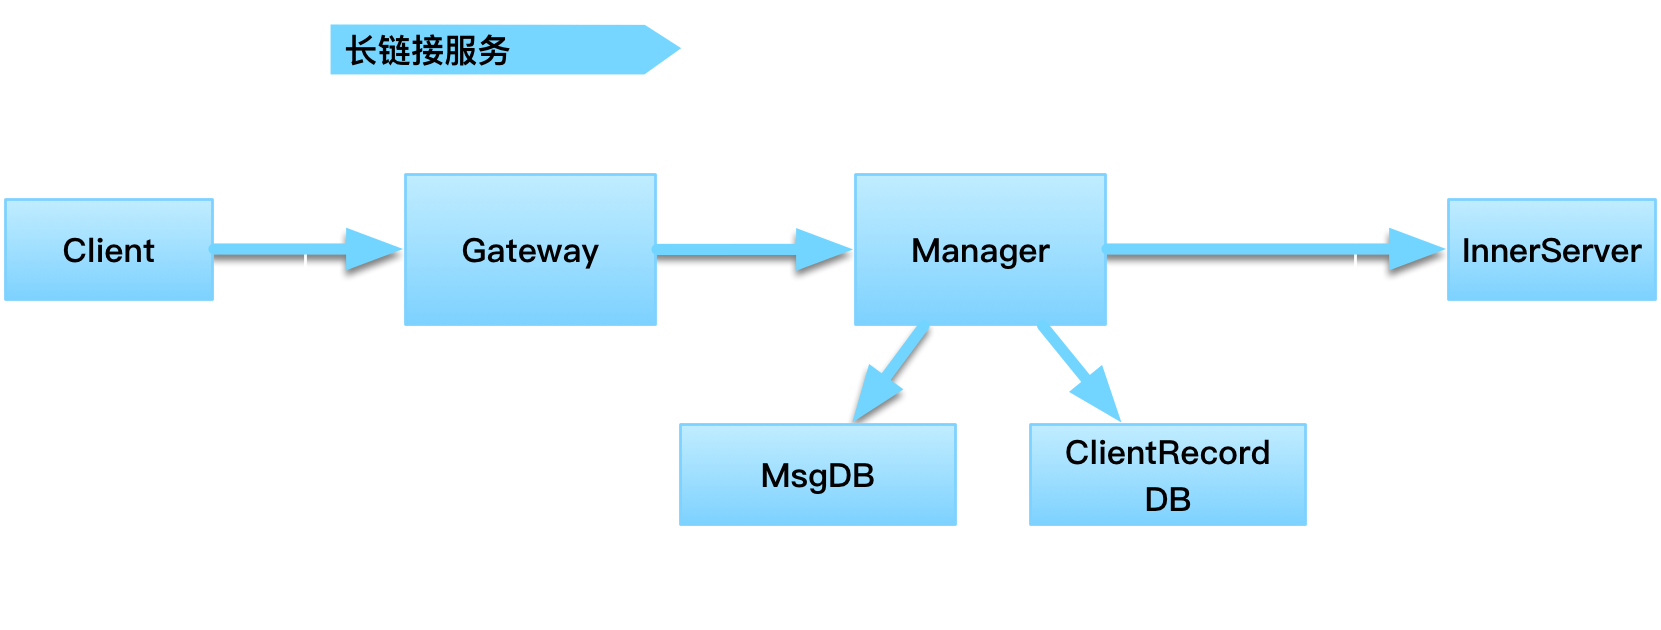 长链接服务
Client
Gateway
Manager
InnerServer
MsgDB
ClientRecord
DB